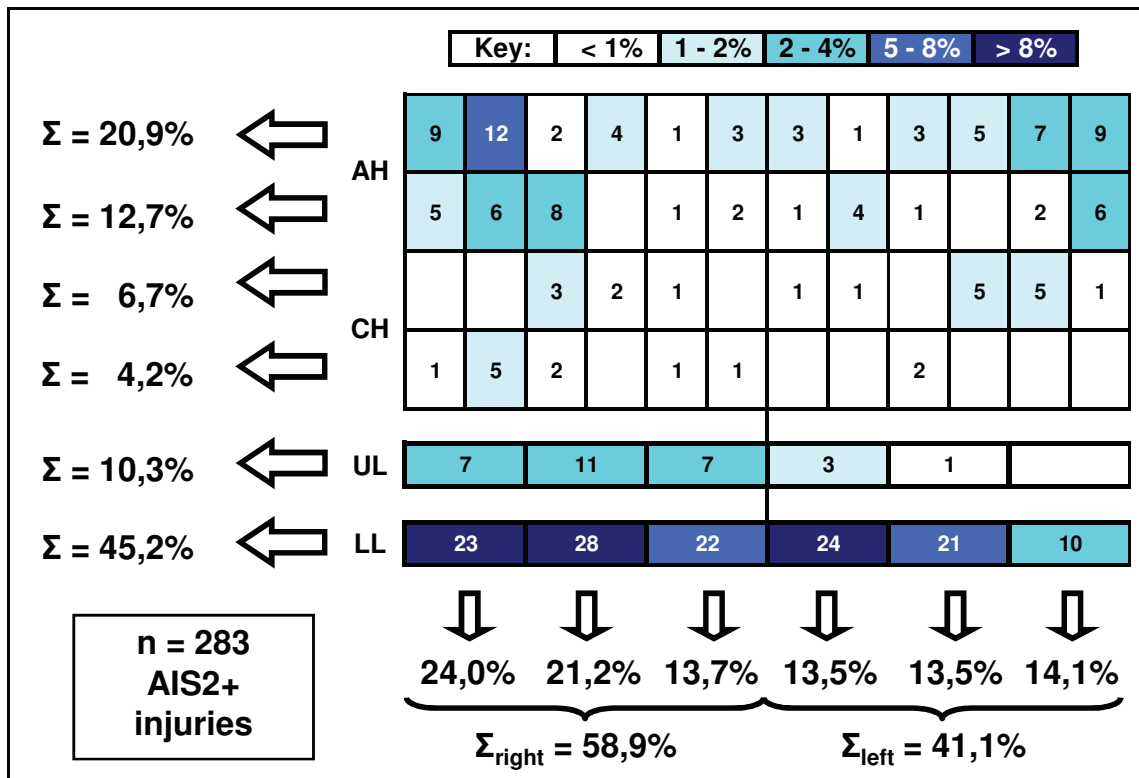 Key: < 1% 1 - 2% 2 - 4% 5 - 8% > 8%
Σ = 20,9% 9 12 2 4 1 3 3 1 3 5 7 9
AH
Σ = 12,7% 5 6 8 1 2 1 4 1 2 6
Σ = 6,7% 3 2 1 1 1 5 5 1
CH
Σ = 4,2% 1 5 2 1 1 2
Σ = 10,3% UL 7 11 7 3 1
Σ = 45,2% LL 23 28 22 24 21 10
n = 283
AIS2+
injuries
24,0% 21,2% 13,7% 13,5% 13,5% 14,1%
Σright = 58,9% Σleft = 41,1%